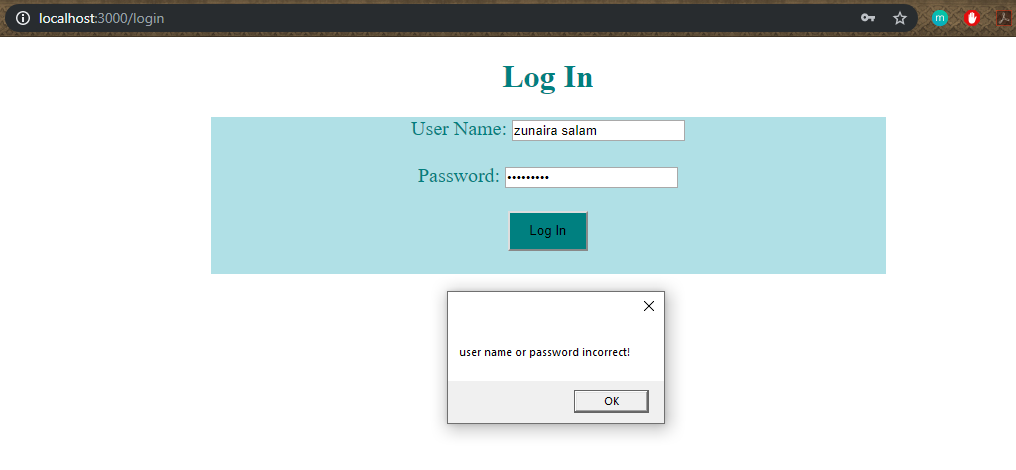 localhost:3000/login
m
Log In
User Name: zunaira salam
Password: •••••••••
Log In
user name or password incorrect!
OK